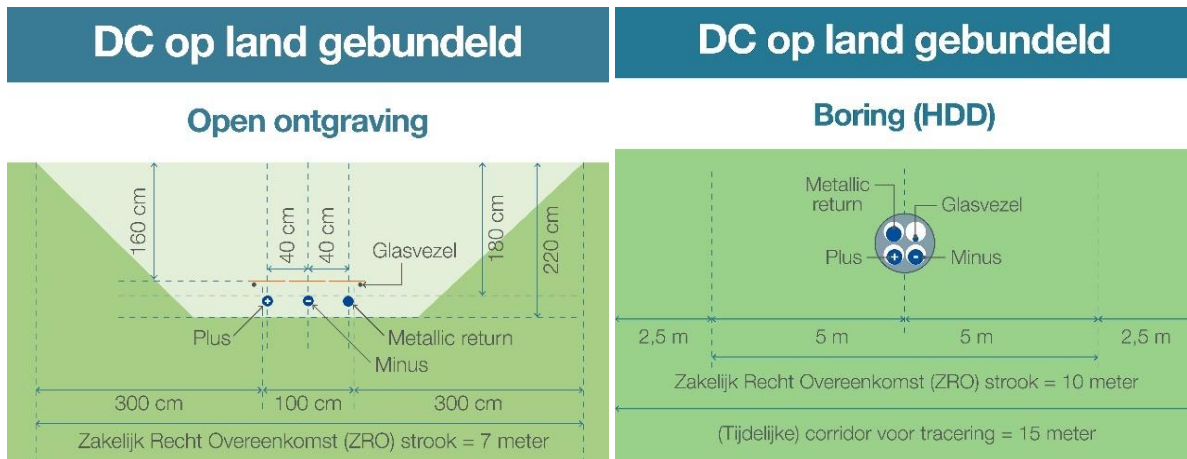 DC op land gebundeld
Open ontgraving
160 cm
40 cm
40 cm
180 cm
220 cm
Glasvezel
Plus
Metallic return
Minus
300 cm
100 cm
300 cm
Zakelijk Recht Overeenkomst (ZRO) strook = 7 meter
DC op land gebundeld
Boring (HDD)
Metallic
return
Glasvezel
Plus
Minus
2,5 m
5 m
5 m
2,5 m
Zakelijk Recht Overeenkomst (ZRO) strook = 10 meter
(Tijdelijke) corridor voor tracering = 15 meter